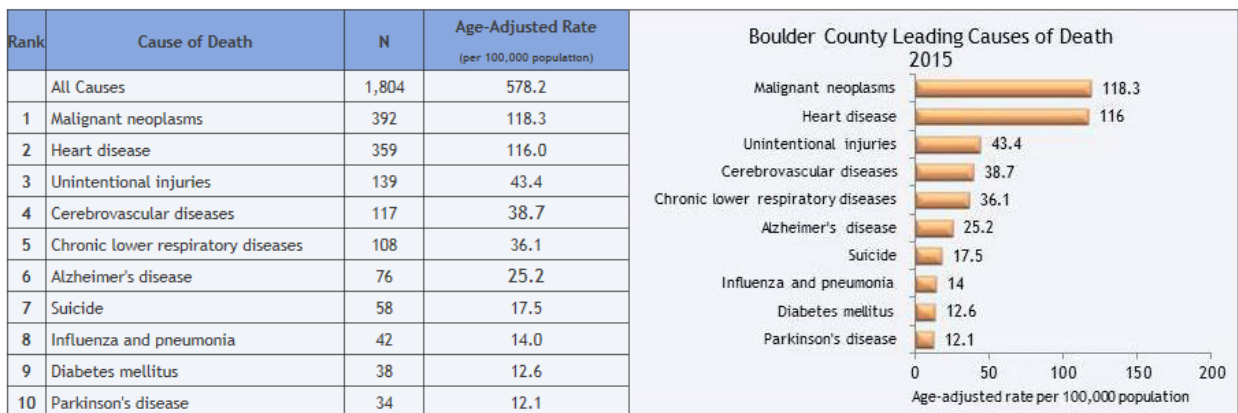 Rank Cause of Death N Age-Adjusted Rate
(per 100,000 population)
All Causes 1,804 578.2
1 Malignant neoplasms 392 118.3
2 Heart disease 359 116.0
3 Unintentional injuries 139 43.4
4 Cerebrovascular diseases 117 38.7
5 Chronic lower respiratory diseases 108 36.1
6 Alzheimer's disease 76 25.2
7 Suicide 58 17.5
8 Influenza and pneumonia 42 14.0
9 Diabetes mellitus 38 12.6
10 Parkinson's disease 34 12.1
Boulder County Leading Causes of Death
2015
Malignant neoplasms 118.3
Heart disease 116
Unintentional injuries 43.4
Cerebrovascular diseases 38.7
Chronic lower respiratory diseases 36.1
Alzheimer's disease 25.2
Suicide 17.5
Influenza and pneumonia 14
Diabetes mellitus 12.6
Parkinson's disease 12.1
0 50 100 150 200
Age-adjusted rate per 100,000 population